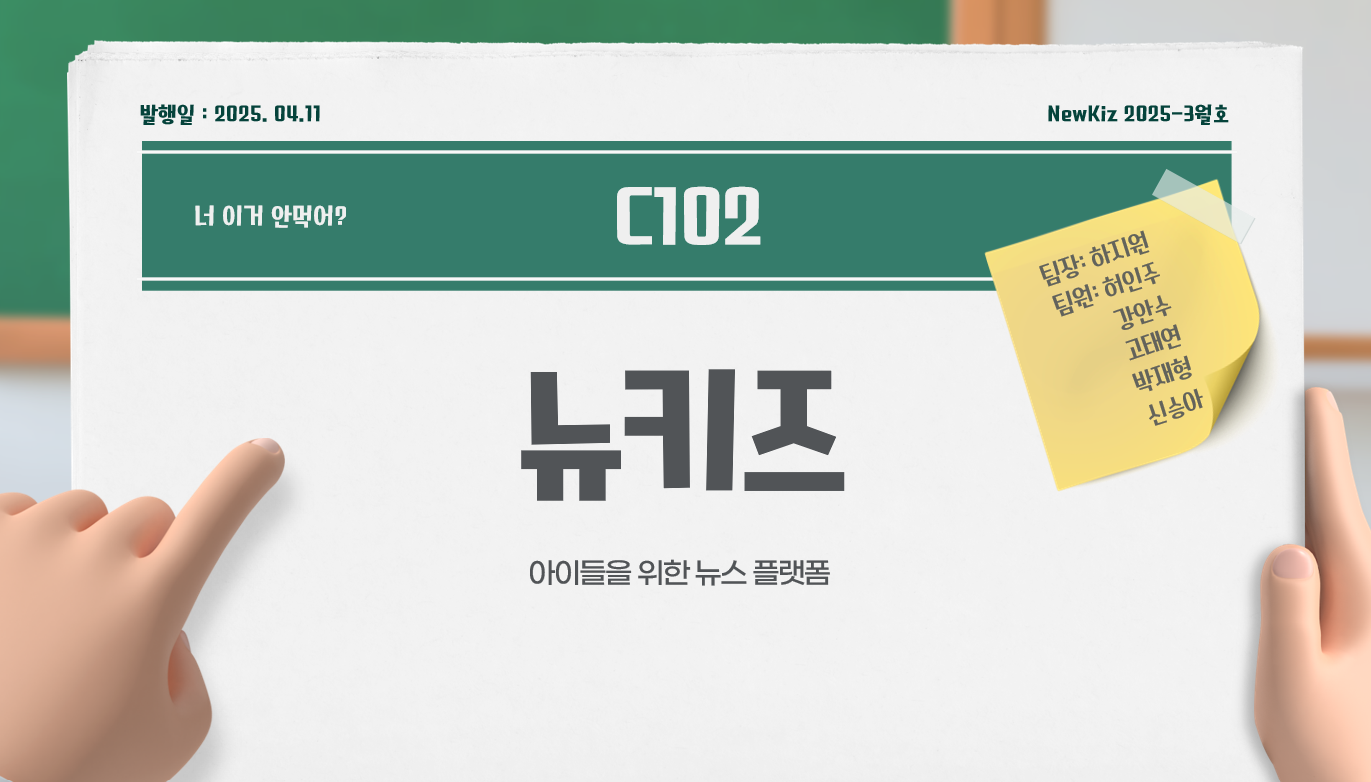 발행일 : 2025. 04.11
NewKiz 2025-3월호
너 이거 안먹어?
C102
팀장: 하지원
팀원: 허인주
강안수
고태연
박재형
신승아
뉴키즈
아이들을 위한 뉴스 플랫폼